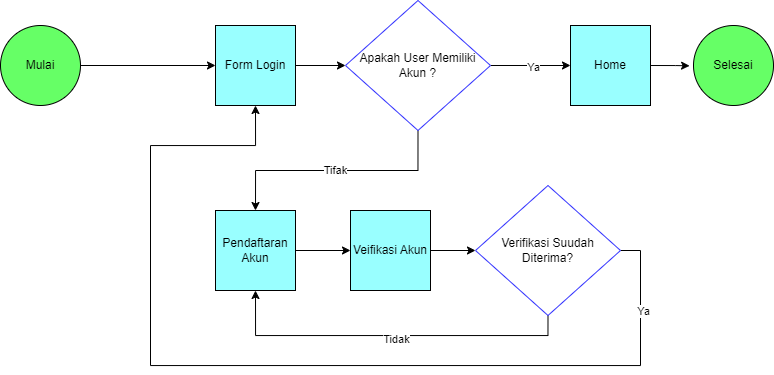 Mulai
Form Login
Apakah User Memiliki
Akun ?
Ya
Home
Selesai
Tifak
Pendaftaran
Akun
Veifikasi Akun
Verifikasi Suudah
Diterima?
Ya
Tidak